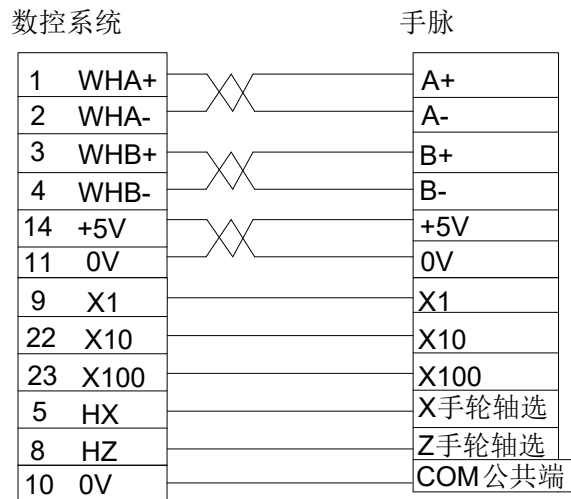 数控系统 手脉
1 WHA+ A+
2 WHA- A-
3 WHB+ B+
4 WHB- B-
14 +5V +5V
11 0V 0V
9 X1 X1
22 X10 X10
23 X100 X100
5 HX X手轮轴选
8 HZ Z手轮轴选
10 0V COM公共端